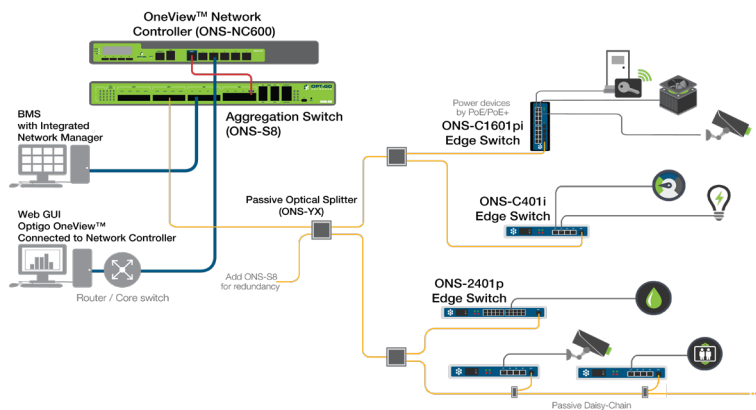 OneView™ Network
Controller (ONS-NC600)
OPTIGO
Aggregation Switch
(ONS-S8)
BMS
with Integrated
Network Manager
Power devices
by PoE/PoE+
ONS-C1601pi
Edge Switch
Passive Optical Splitter
(ONS-YX)
ONS-C401i
Edge Switch
Web GUI
Optigo OneView™
Connected to Network Controller
Router / Core switch
Add ONS-S8
for redundancy
ONS-2401p
Edge Switch
Passive Daisy-Chain